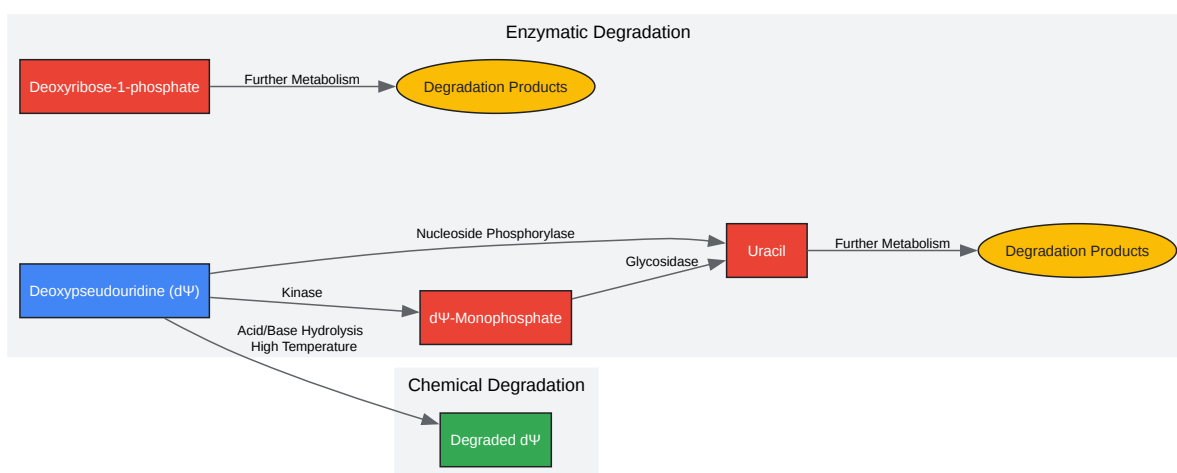 Enzymatic Degradation
Deoxyribose-1-phosphate
Further Metabolism
Degradation Products
Nucleoside Phosphorylase
Uracil
Further Metabolism
Degradation Products
Glycosidase
Deoxypseudouridine (dΨ)
Kinase
dΨ-Monophosphate
Acid/Base Hydrolysis
High Temperature
Chemical Degradation
Degraded dΨ